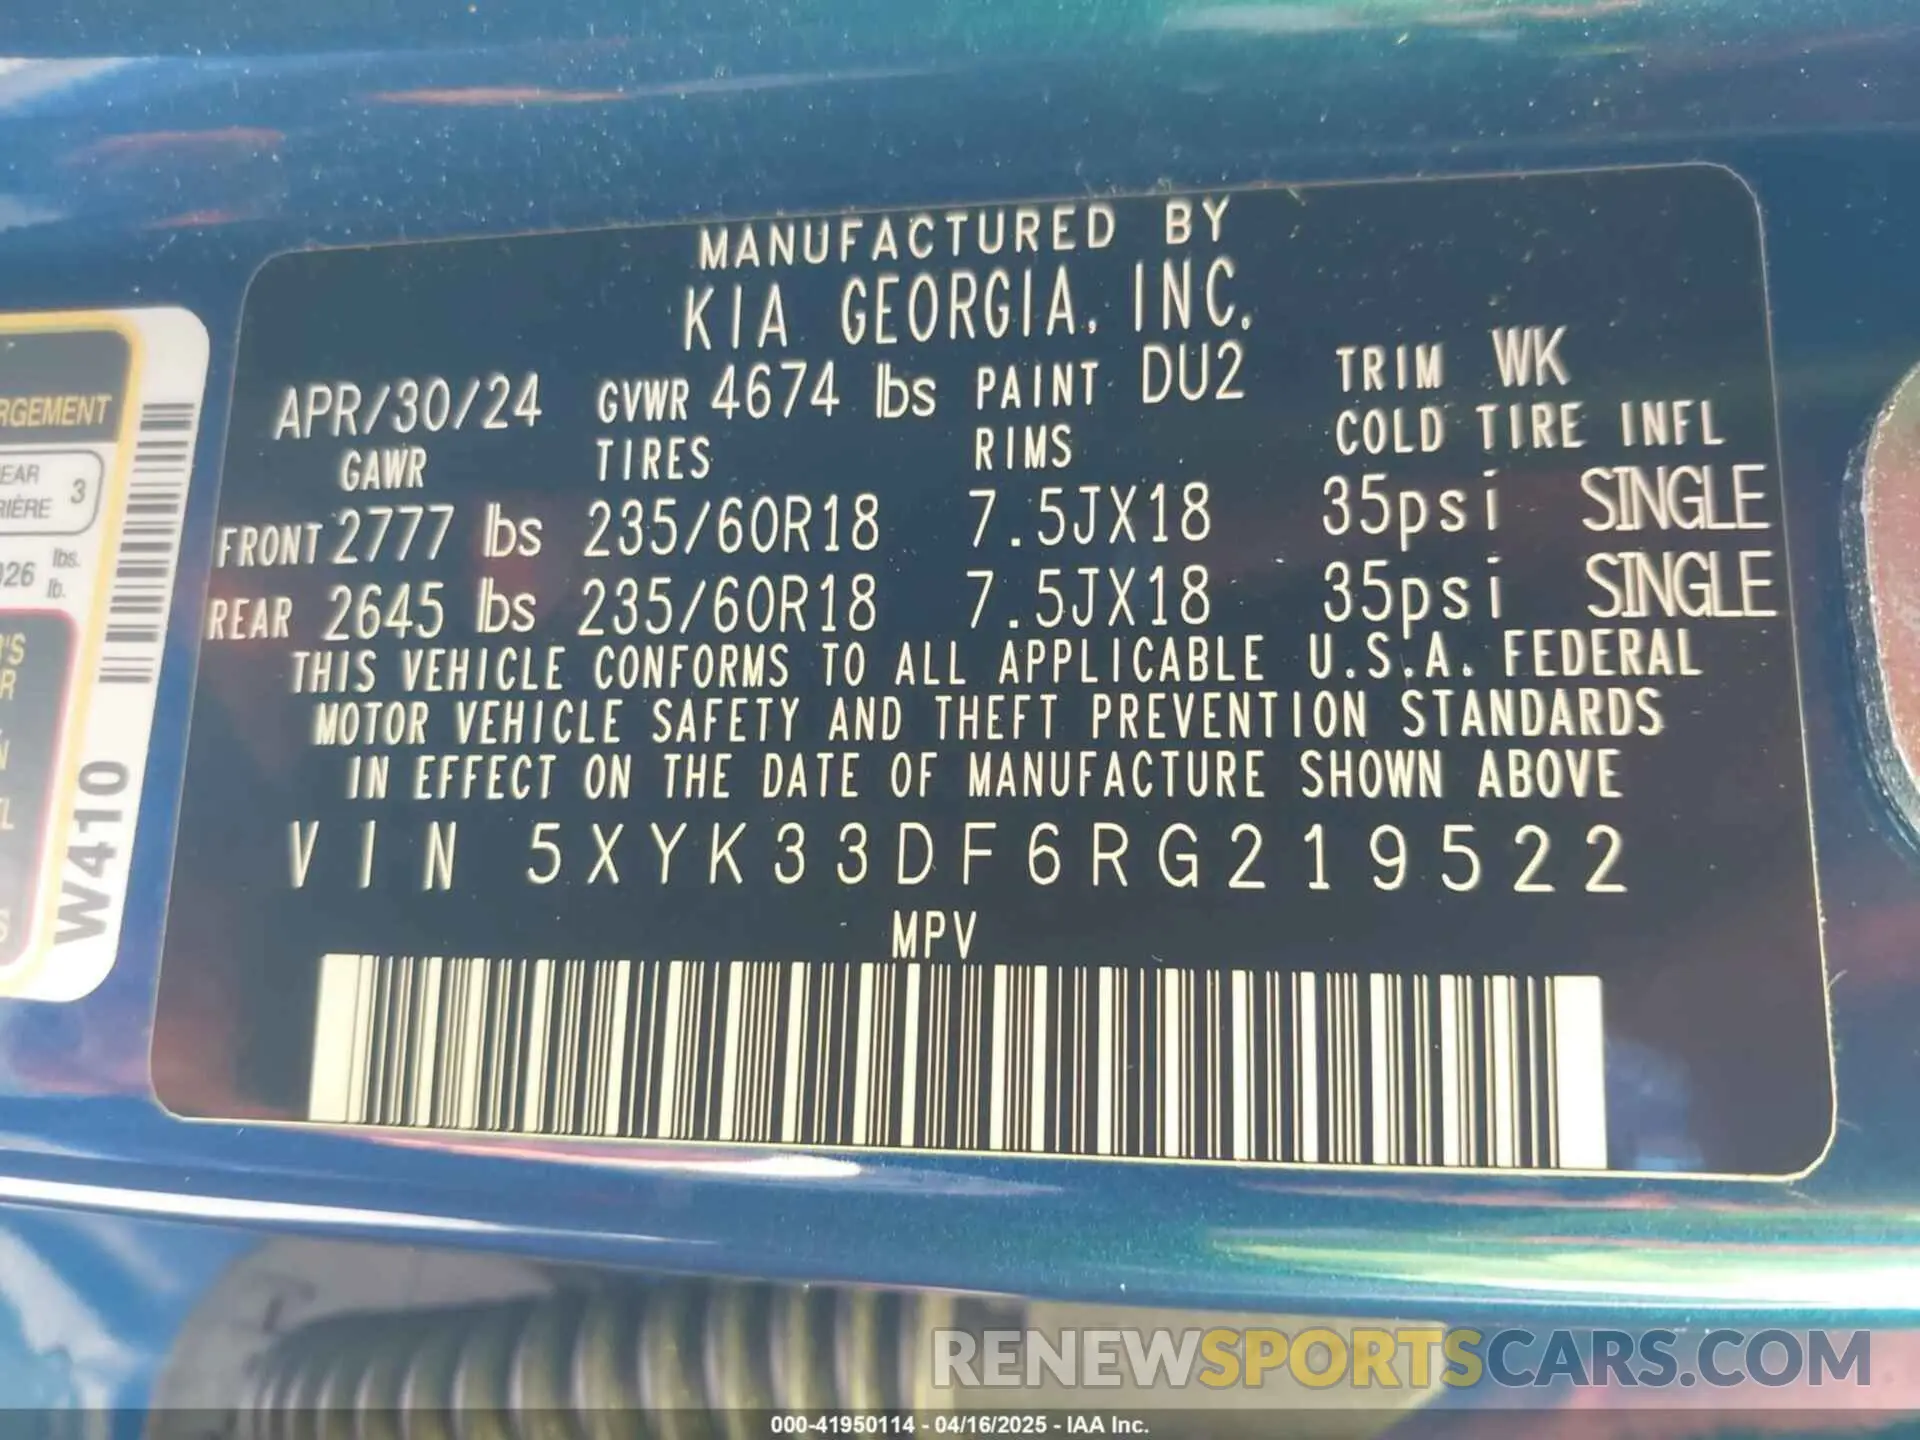 MANUFACTURED BY
KIA GEORGIA, INC.
APR/30/24 GVWR 4674 lbs PAINT DU2 TRIM WK
GAWR TIRES RIMS COLD TIRE INFL
FRONT 2777 lbs 235/60R18 7.5JX18 35psi SINGLE
REAR 2645 lbs 235/60R18 7.5JX18 35psi SINGLE
THIS VEHICLE CONFORMS TO ALL APPLICABLE U.S.A. FEDERAL
MOTOR VEHICLE SAFETY AND THEFT PREVENTION STANDARDS
IN EFFECT ON THE DATE OF MANUFACTURE SHOWN ABOVE
VIN 5XYK33DF6RG219522
MPV
RGEMENT
EAR
RIÈRE 3
026 lbs.
lb.
W410
RENEWSPORTSCARS.COM
000-41950114 - 04/16/2025 - IAA Inc.